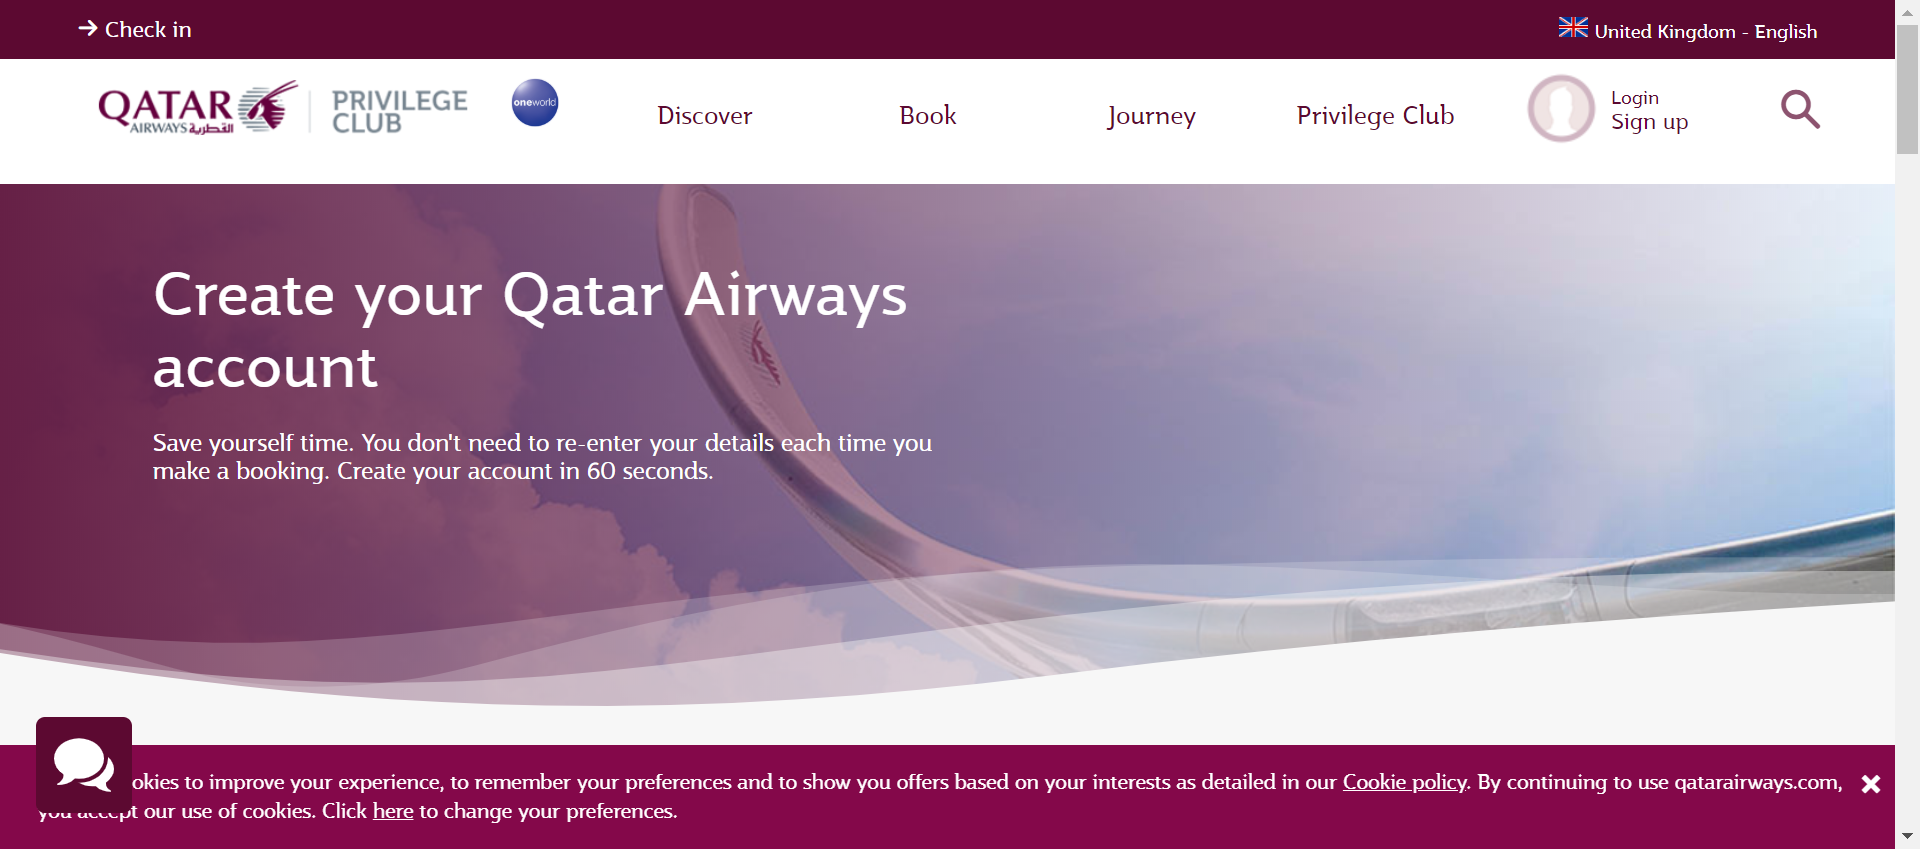 Check in
United Kingdom - English
QATAR
AIRWAYS القطرية
PRIVILEGE
CLUB
oneworld
Discover
Book
Journey
Privilege Club
Login
Sign up
Create your Qatar Airways
account
Save yourself time. You don't need to re-enter your details each time you
make a booking. Create your account in 60 seconds.
okies to improve your experience, to remember your preferences and to show you offers based on your interests as detailed in our Cookie policy. By continuing to use qatarairways.com,
you accept our use of cookies. Click here to change your preferences.